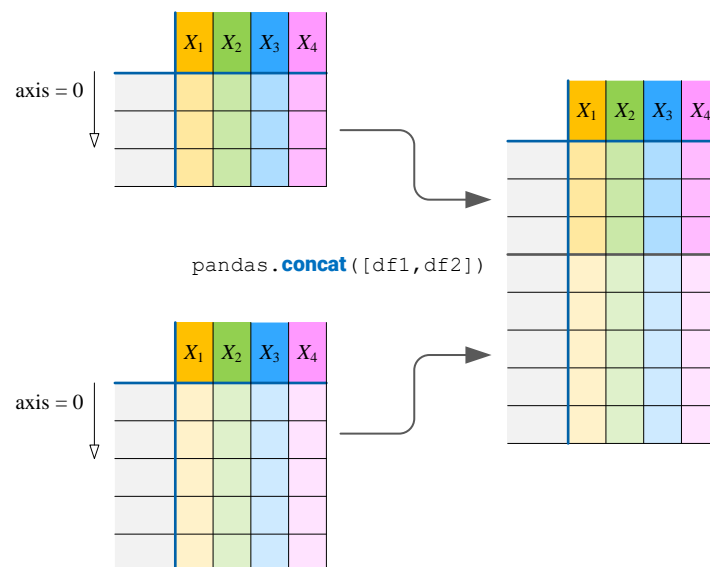 X1 X2 X3 X4
axis = 0
X1 X2 X3 X4
pandas.concat([df1,df2])
X1 X2 X3 X4
axis = 0